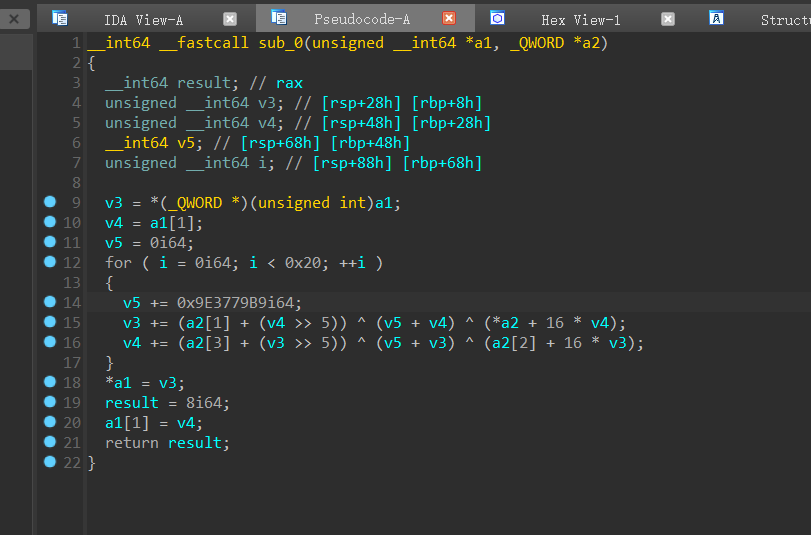 IDA View-A Pseudocode-A Hex View-1 Structu
1 __int64 __fastcall sub_0(unsigned __int64 *a1, _QWORD *a2)
2 {
3 __int64 result; // rax
4 unsigned __int64 v3; // [rsp+28h] [rbp+8h]
5 unsigned __int64 v4; // [rsp+48h] [rbp+28h]
6 __int64 v5; // [rsp+68h] [rbp+48h]
7 unsigned __int64 i; // [rsp+88h] [rbp+68h]
8
9 v3 = *(_QWORD *)(unsigned int)a1;
10 v4 = a1[1];
11 v5 = 0i64;
12 for ( i = 0i64; i < 0x20; ++i )
13 {
14 v5 += 0x9E3779B9i64;
15 v3 += (a2[1] + (v4 >> 5)) ^ (v5 + v4) ^ (*a2 + 16 * v4);
16 v4 += (a2[3] + (v3 >> 5)) ^ (v5 + v3) ^ (a2[2] + 16 * v3);
17 }
18 *a1 = v3;
19 result = 8i64;
20 a1[1] = v4;
21 return result;
22 }